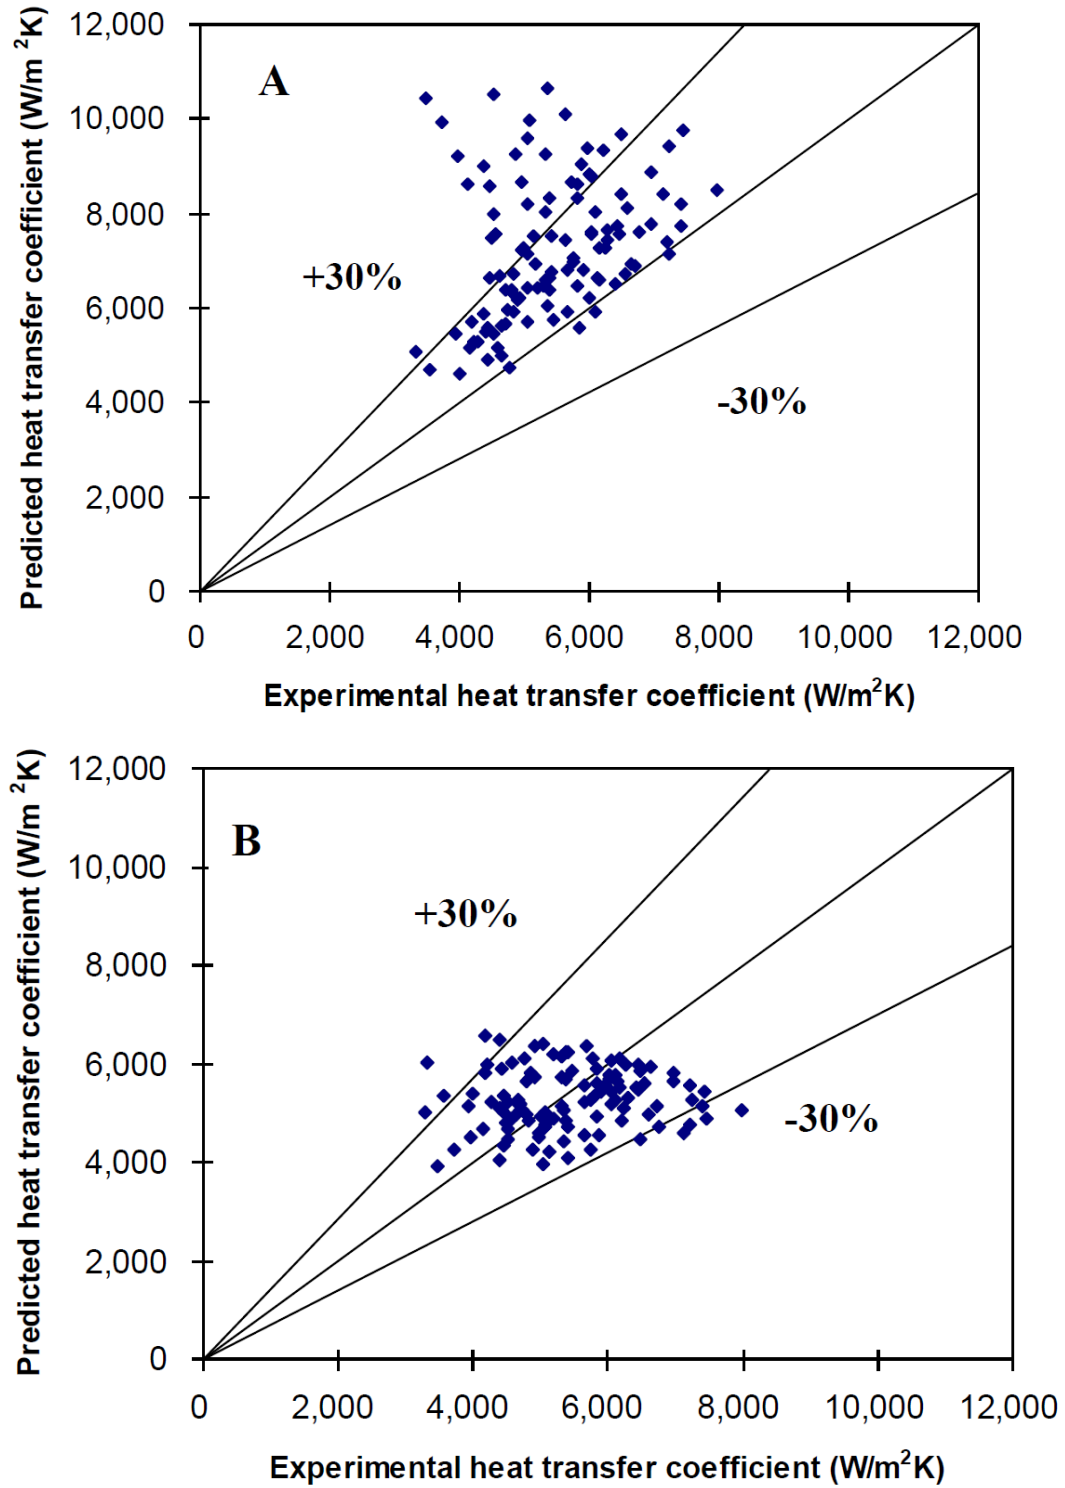 12,000
10,000
8,000
6,000
4,000
2,000
0
Predicted heat transfer coefficient (W/m ²K)
A
+30%
-30%
0 2,000 4,000 6,000 8,000 10,000 12,000
Experimental heat transfer coefficient (W/m²K)
12,000
10,000
8,000
6,000
4,000
2,000
0
Predicted heat transfer coefficient (W/m ²K)
B
+30%
-30%
0 2,000 4,000 6,000 8,000 10,000 12,000
Experimental heat transfer coefficient (W/m²K)